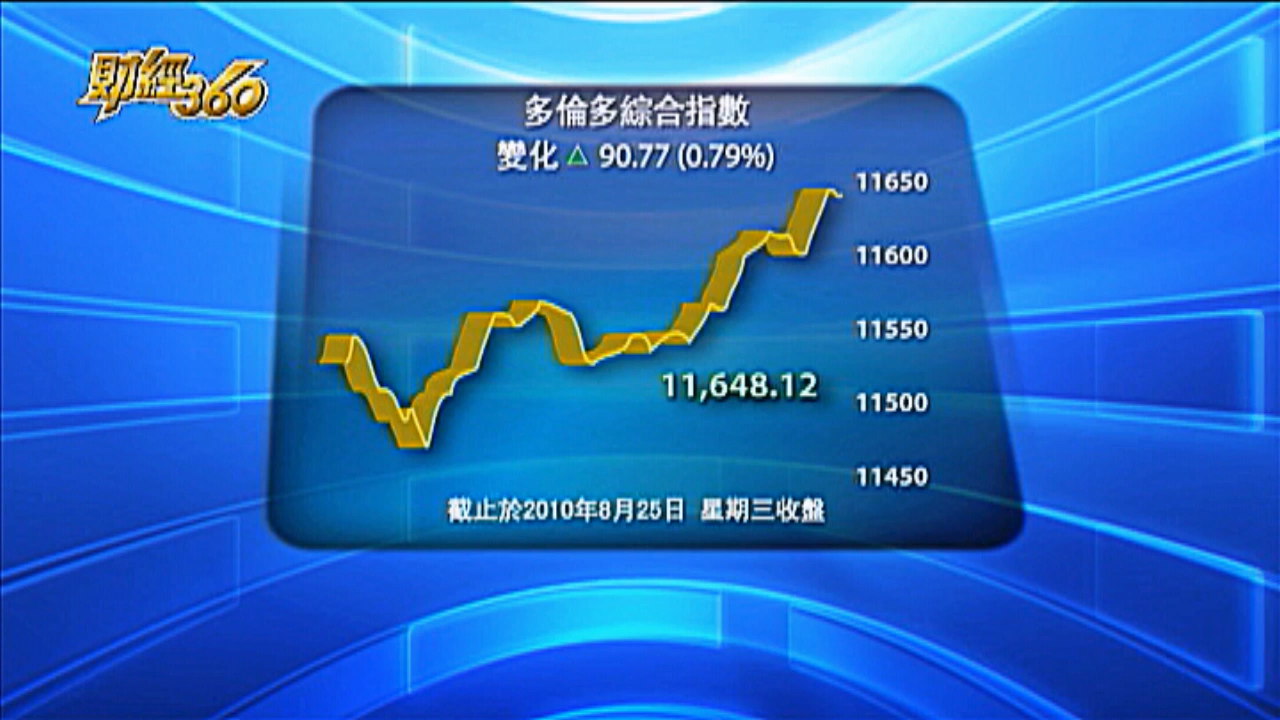 財經360
多倫多綜合指數
變化 △ 90.77 (0.79%)
11650
11600
11550
11,648.12
11500
11450
截止於2010年8月25日 星期三收盤